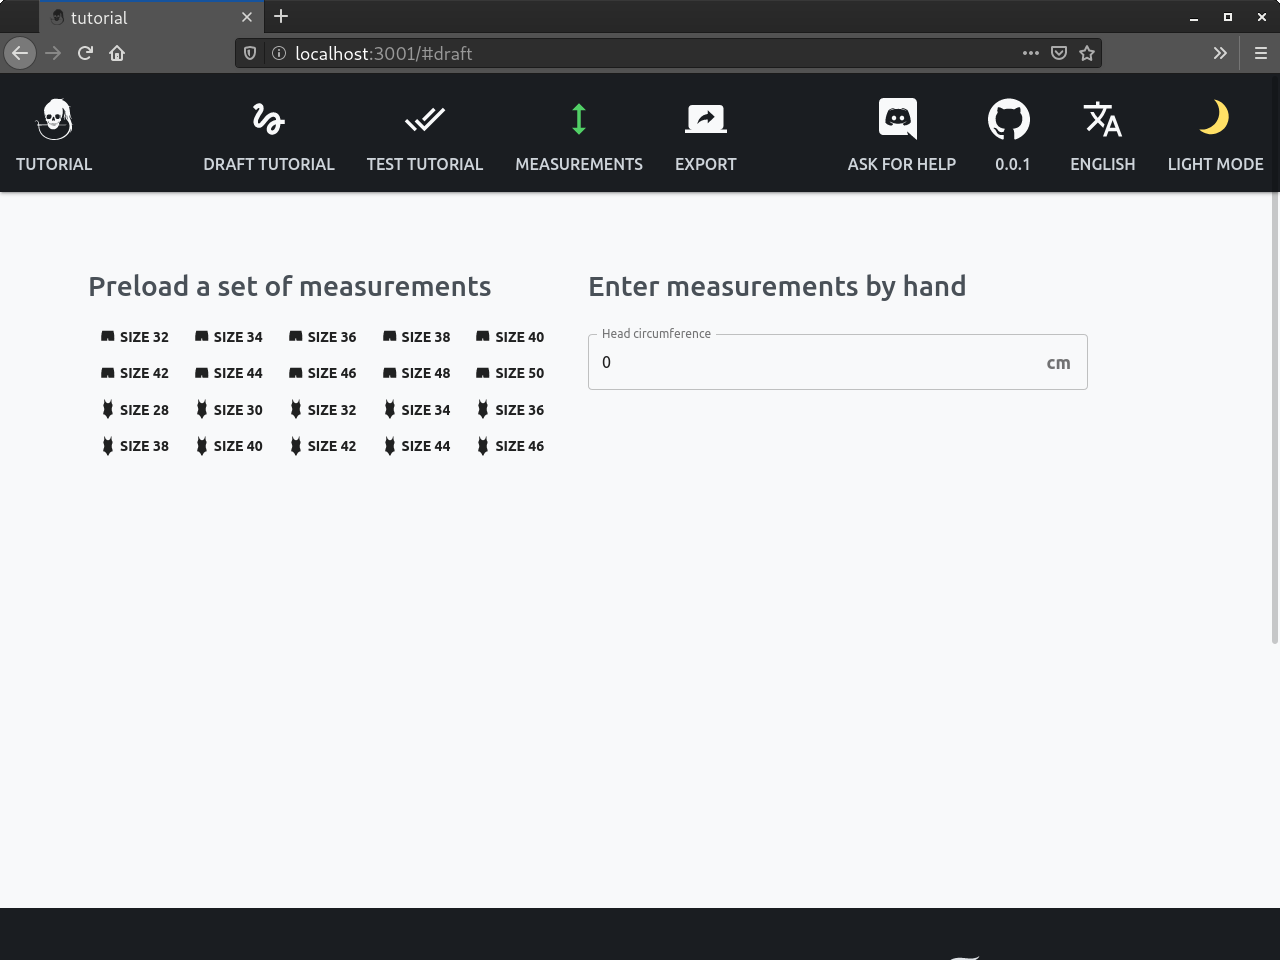 tutorial
localhost:3001/#draft
TUTORIAL
DRAFT TUTORIAL
TEST TUTORIAL
MEASUREMENTS
EXPORT
ASK FOR HELP
0.0.1
ENGLISH
LIGHT MODE
Preload a set of measurements
SIZE 32 SIZE 34 SIZE 36 SIZE 38 SIZE 40
SIZE 42 SIZE 44 SIZE 46 SIZE 48 SIZE 50
SIZE 28 SIZE 30 SIZE 32 SIZE 34 SIZE 36
SIZE 38 SIZE 40 SIZE 42 SIZE 44 SIZE 46
Enter measurements by hand
Head circumference
0 cm